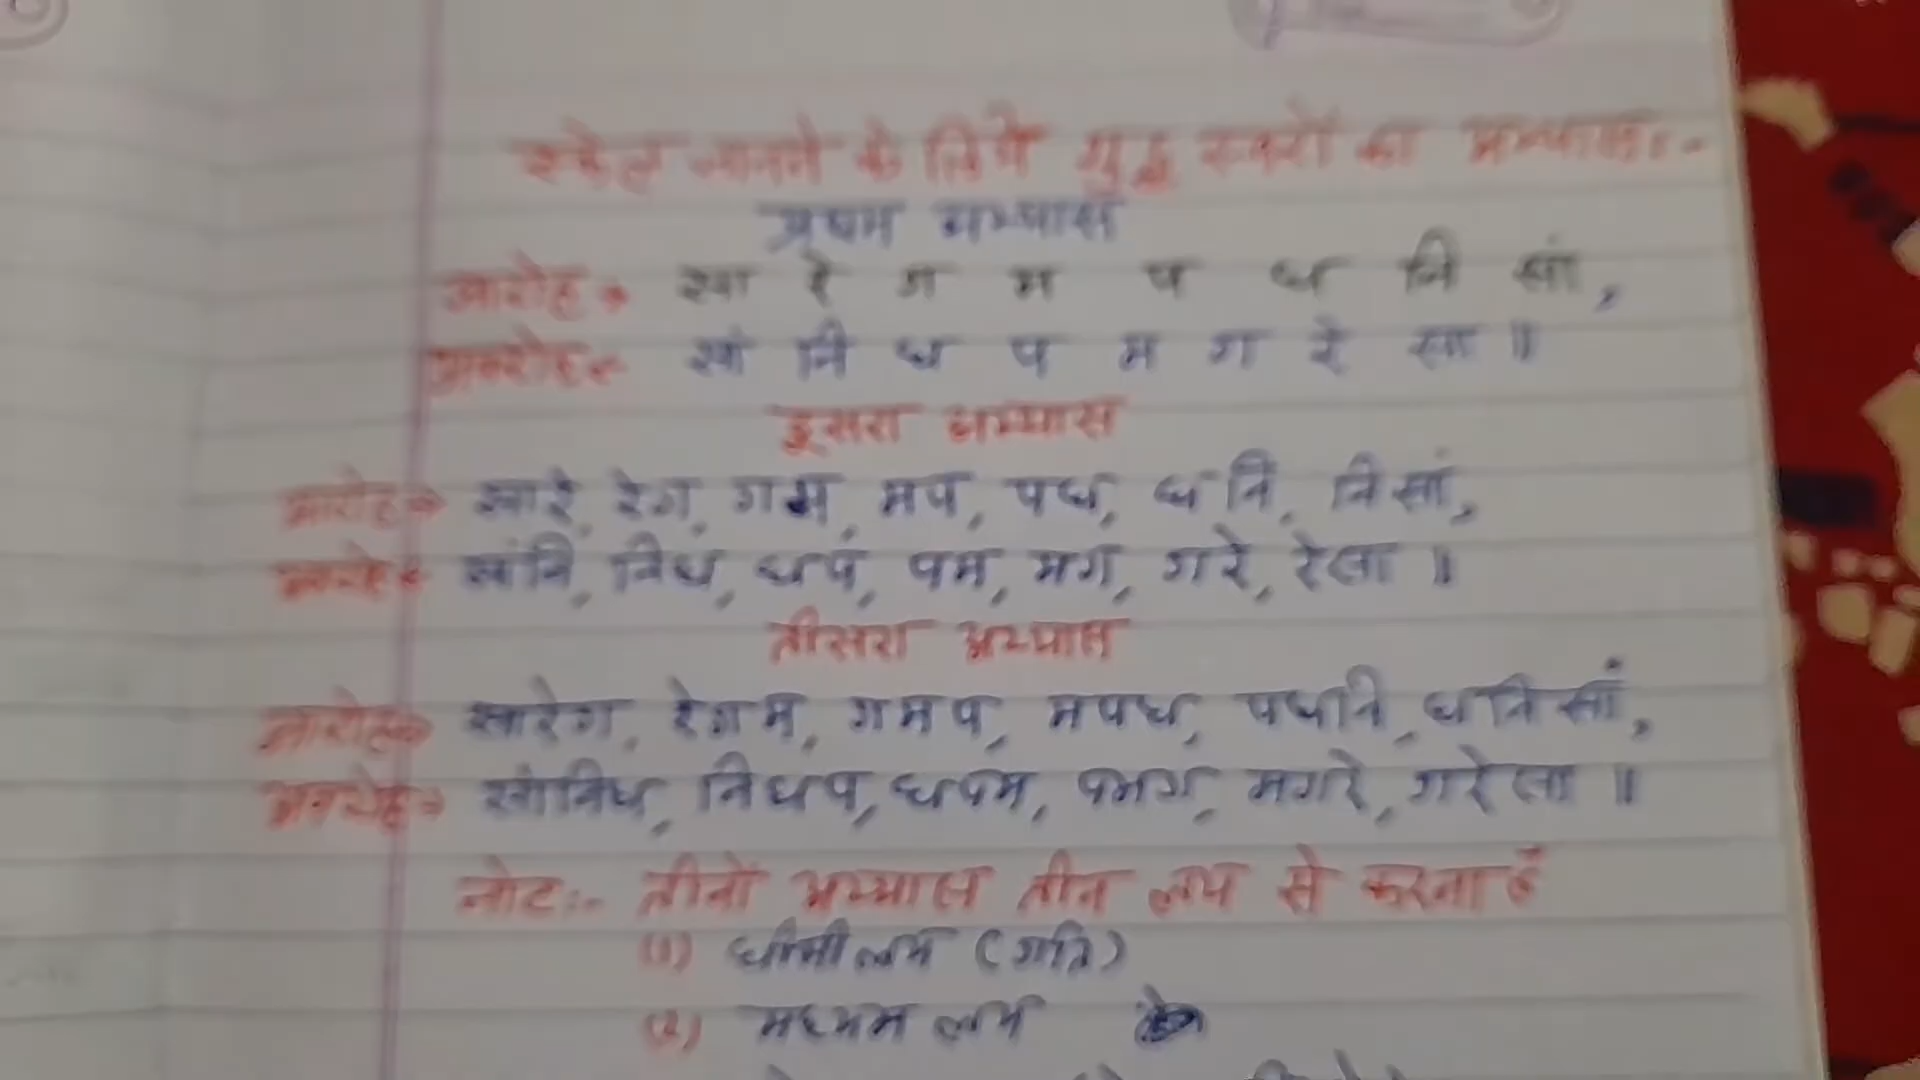 स्केल जानने के लिये शुद्ध स्वरों का अभ्यासः-
प्रथम अभ्यास
आरोह→ सा रे ग म प ध नि सां,
अवरोह← सां नि ध प म ग रे सा ॥
दूसरा अभ्यास
आरोह→ सारे, रेग, गम, मप, पध, धनि, निसां,
अवरोह← सांनि, निध, धप, पम, मग, गरे, रेसा ॥
तीसरा अभ्यास
आरोह→ सारेग, रेगम, गमप, मपध, पधनि, धनिसां,
अवरोह→ सांनिध, निधप, धपम, पमग, मगरे, गरेसा ॥
नोटः- तीनों अभ्यास तीन लय से करना है
(1) धीमी लय (गति)
(2) मध्यम लय